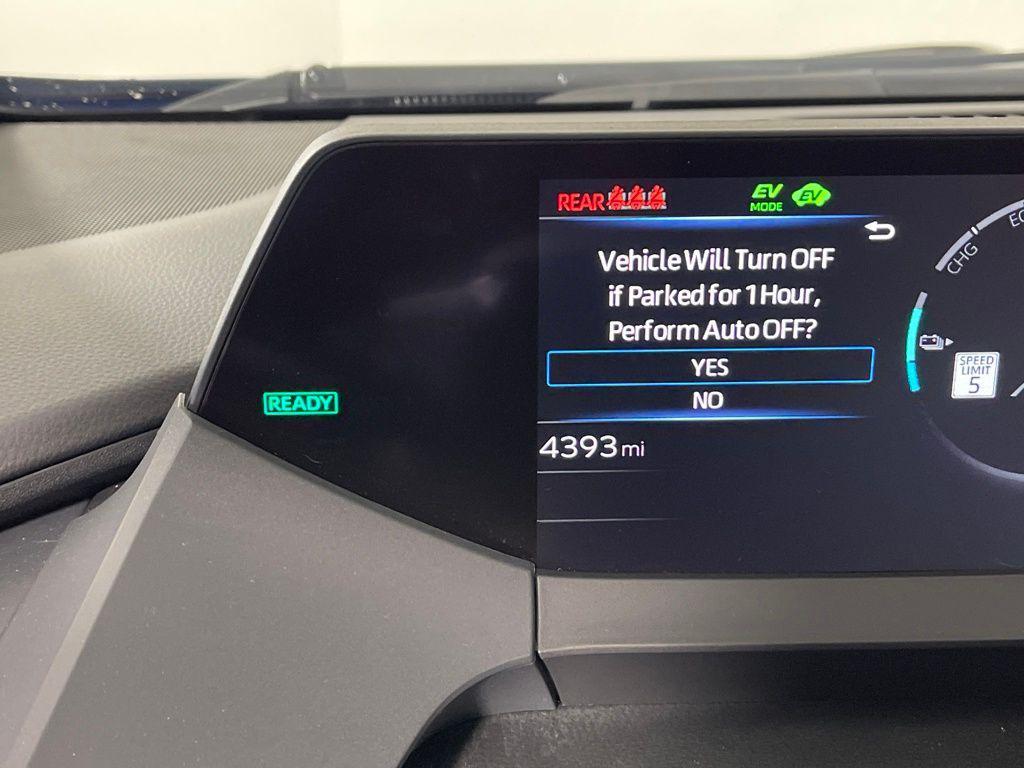 REAR
EV
MODE
EV
Vehicle Will Turn OFF
if Parked for 1 Hour,
Perform Auto OFF?
YES
NO
4393 mi
READY
CHG
EC
SPEED
LIMIT
5